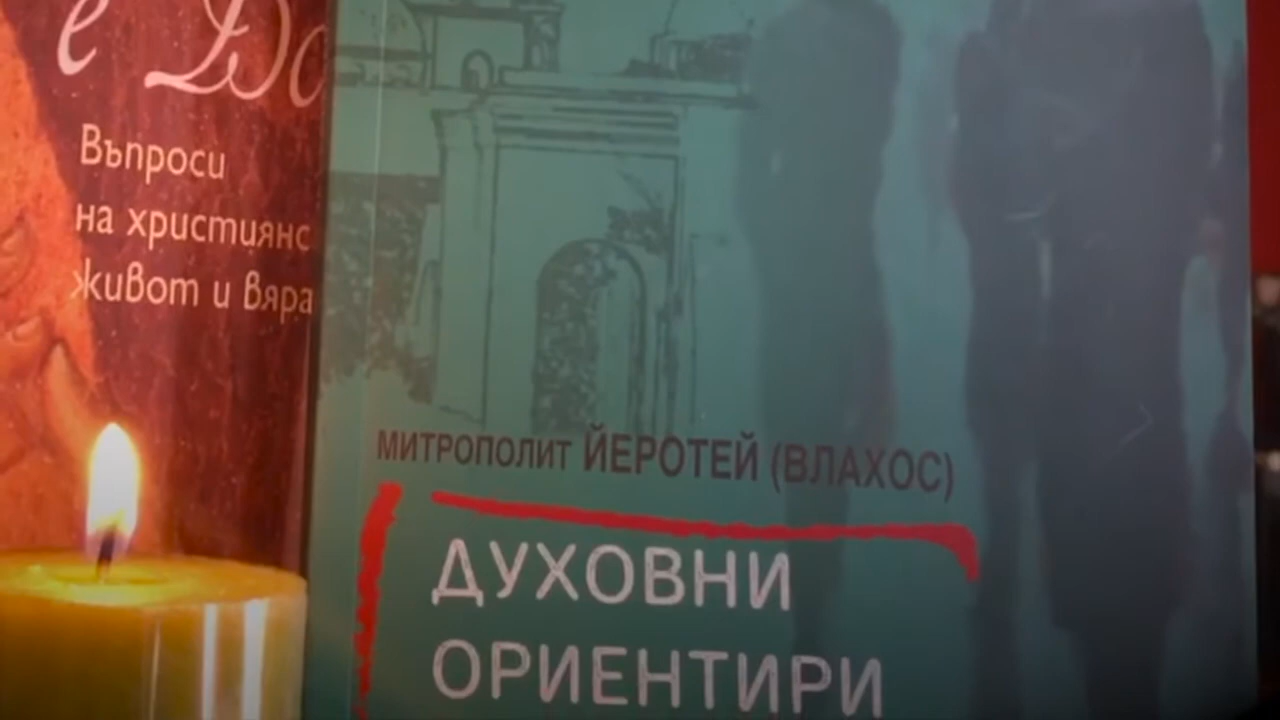 е
Въпроси
на християнс
живот и вяра
МИТРОПОЛИТ ЙЕРОТЕЙ (ВЛАХОС)
ДУХОВНИ
ОРИЕНТИРИ